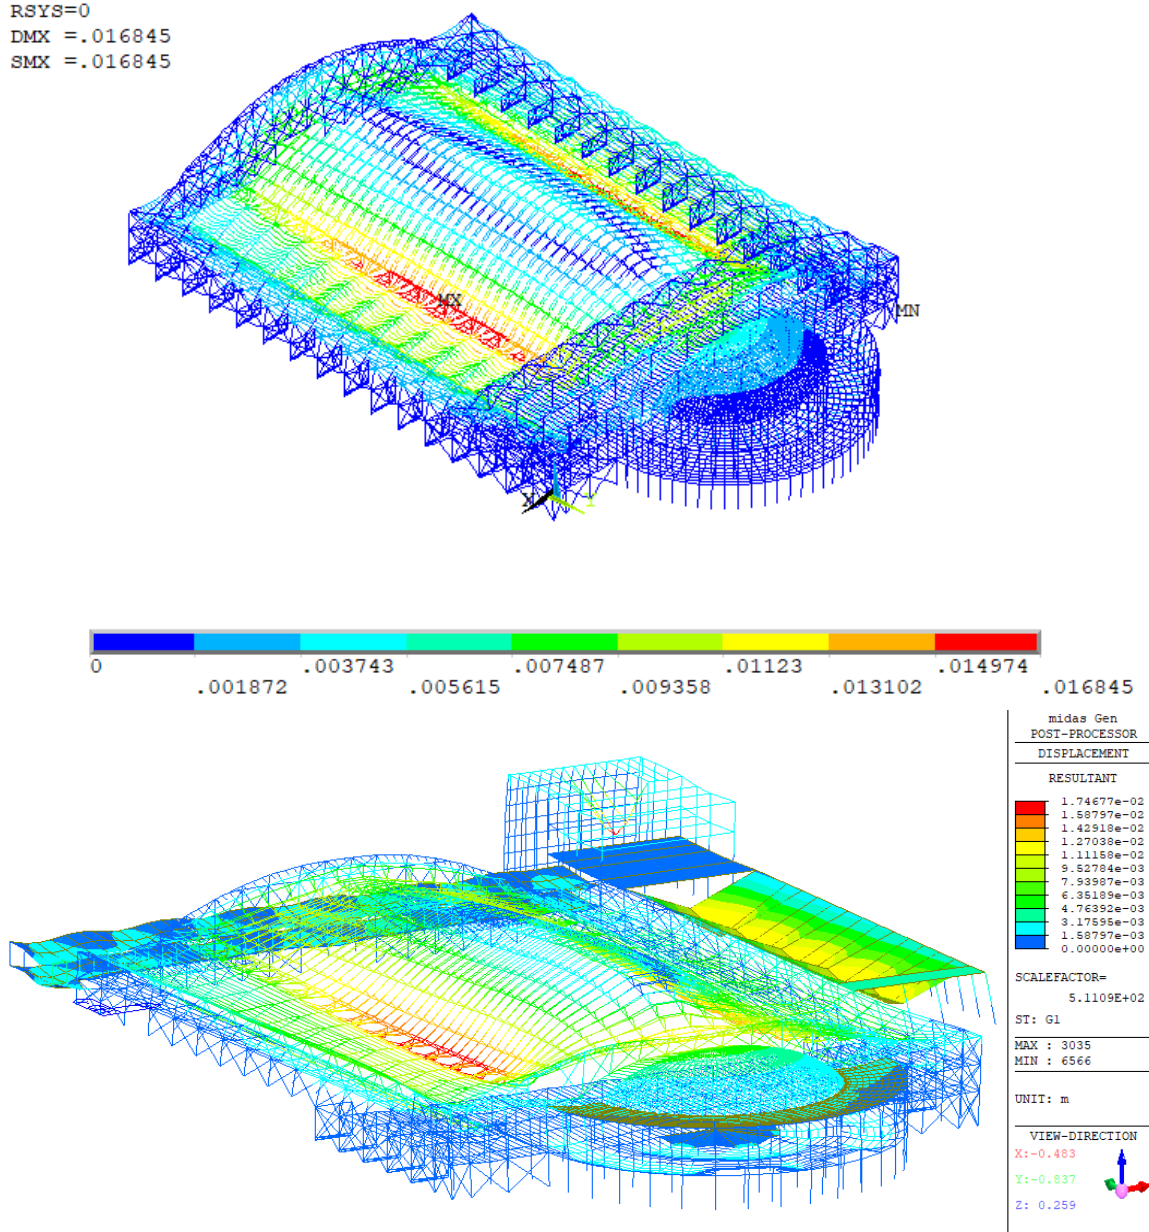 RSYS=0
DMX =.016845
SMX =.016845
MX
MN
X
Y
0
.003743
.007487
.01123
.014974
.001872
.005615
.009358
.013102
.016845
midas Gen
POST-PROCESSOR
DISPLACEMENT
RESULTANT
1.74677e-02
1.58797e-02
1.42918e-02
1.27038e-02
1.11158e-02
9.52784e-03
7.93987e-03
6.35189e-03
4.76392e-03
3.17595e-03
1.58797e-03
0.00000e+00
SCALEFACTOR=
5.1109E+02
ST: G1
MAX : 3035
MIN : 6566
UNIT: m
VIEW-DIRECTION
X:-0.483
Y:-0.837
Z: 0.259